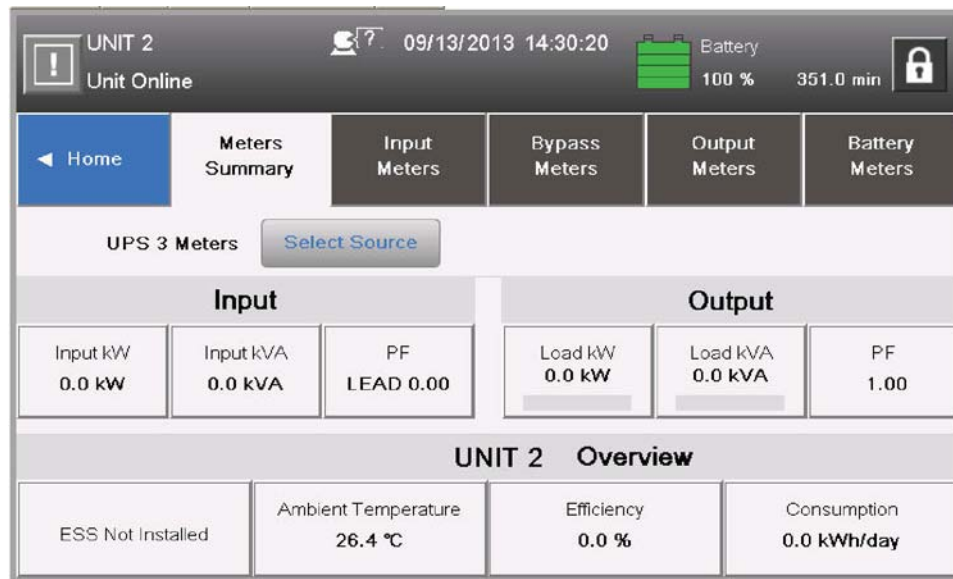 UNIT 2
Unit Online
?
09/13/2013 14:30:20
Battery
100 %
351.0 min
!
◄ Home
Meters
Summary
Input
Meters
Bypass
Meters
Output
Meters
Battery
Meters
UPS 3 Meters
Select Source
Input
Output
Input kW
0.0 kW
Input kVA
0.0 kVA
PF
LEAD 0.00
Load kW
0.0 kW
Load kVA
0.0 kVA
PF
1.00
UNIT 2 Overview
ESS Not Installed
Ambient Temperature
26.4 °C
Efficiency
0.0 %
Consumption
0.0 kWh/day